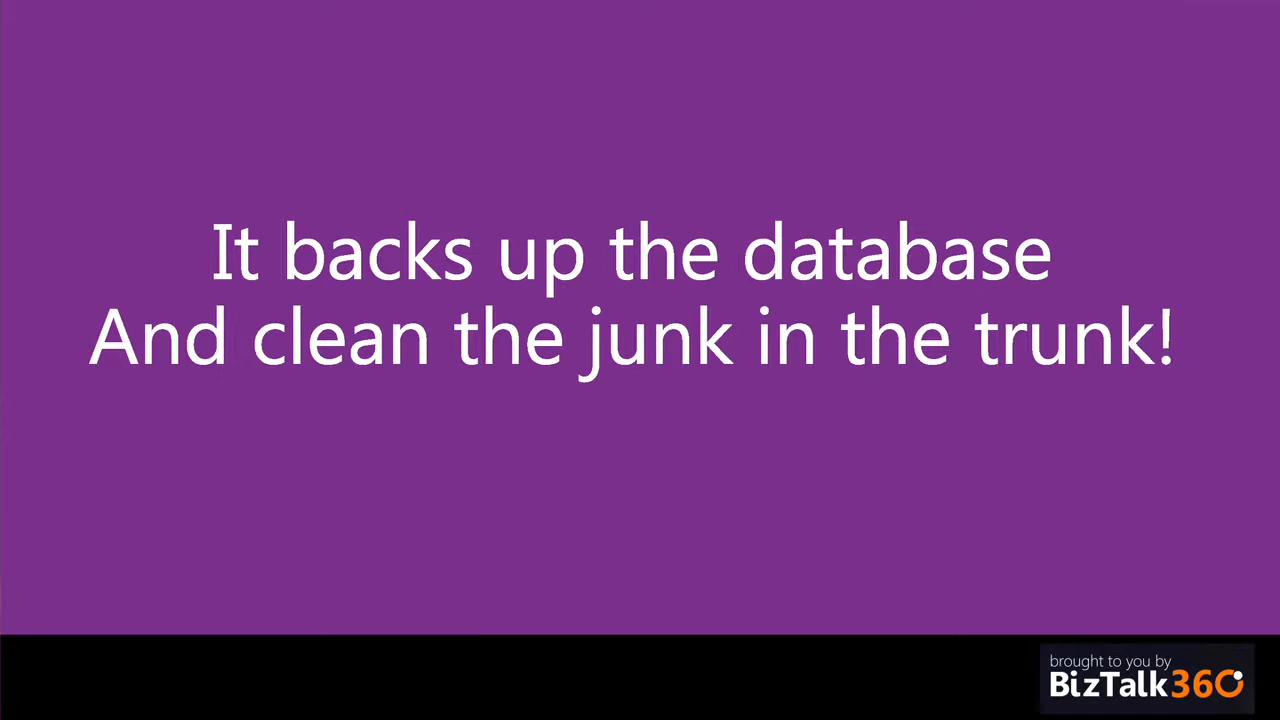 It backs up the database
And clean the junk in the trunk!
brought to you by
BizTalk360